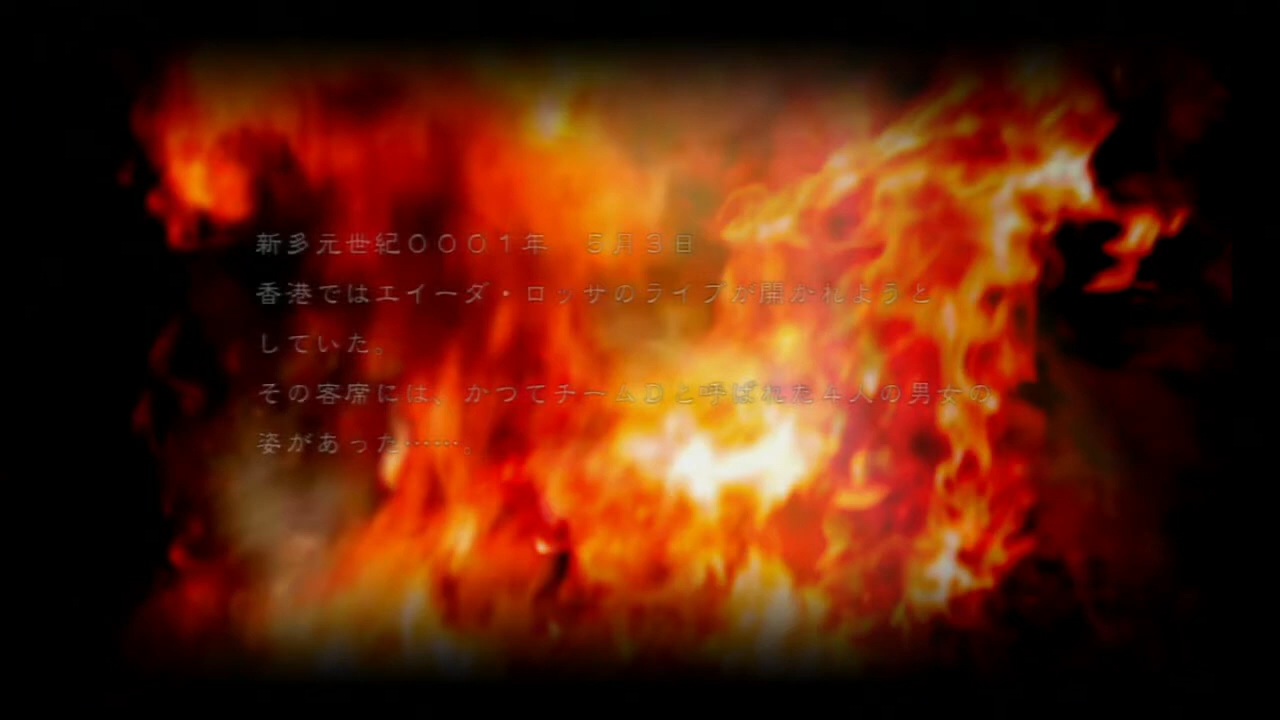 新多元世紀０００１年　５月３日
香港ではエイーダ・ロッサのライブが開かれようと
していた。
その客席には、かつてチームＤと呼ばれた４人の男女の
姿があった……。